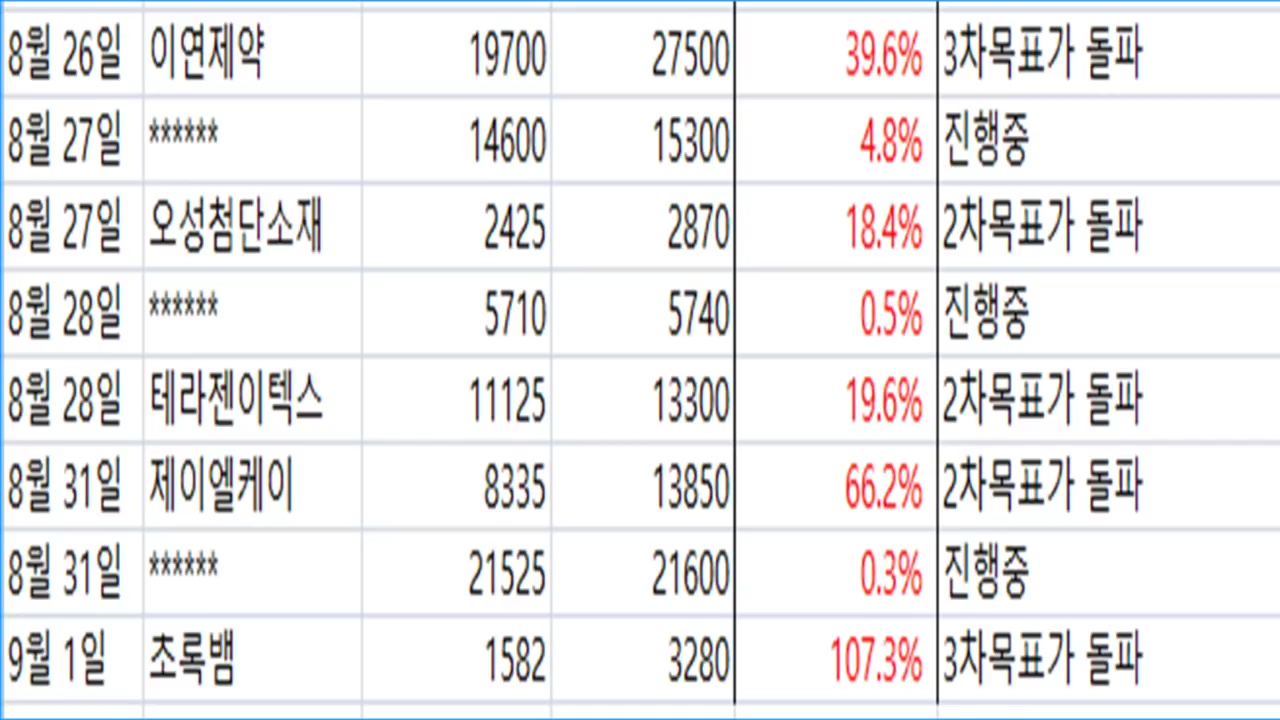 8월 26일 이연제약 19700 27500 39.6% 3차목표가 돌파
8월 27일 ****** 14600 15300 4.8% 진행중
8월 27일 오성첨단소재 2425 2870 18.4% 2차목표가 돌파
8월 28일 ****** 5710 5740 0.5% 진행중
8월 28일 테라젠이텍스 11125 13300 19.6% 2차목표가 돌파
8월 31일 제이엘케이 8335 13850 66.2% 2차목표가 돌파
8월 31일 ****** 21525 21600 0.3% 진행중
9월 1일 초록뱀 1582 3280 107.3% 3차목표가 돌파